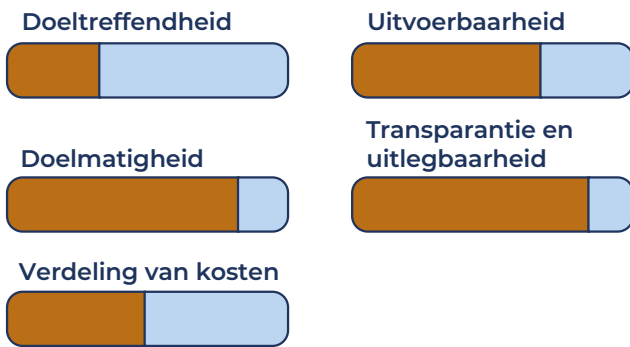 Doeltreffendheid
Uitvoerbaarheid
Doelmatigheid
Transparantie en
uitlegbaarheid
Verdeling van kosten